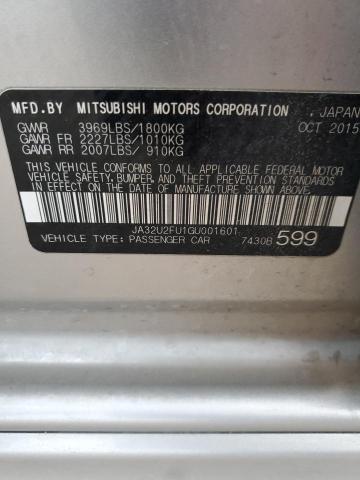 MFD.BY MITSUBISHI MOTORS CORPORATION , JAPAN
GVWR 3969LBS/1800KG OCT 2015
GAWR FR 2227LBS/1010KG
GAWR RR 2007LBS/ 910KG
THIS VEHICLE CONFORMS TO ALL APPLICABLE FEDERAL MOTOR
VEHICLE SAFETY, BUMPER, AND THEFT PREVENTION STANDARDS
IN EFFECT ON THE DATE OF MANUFACTURE SHOWN ABOVE.
JA32U2FU1GU001601
VEHICLE TYPE: PASSENGER CAR 7430B 599